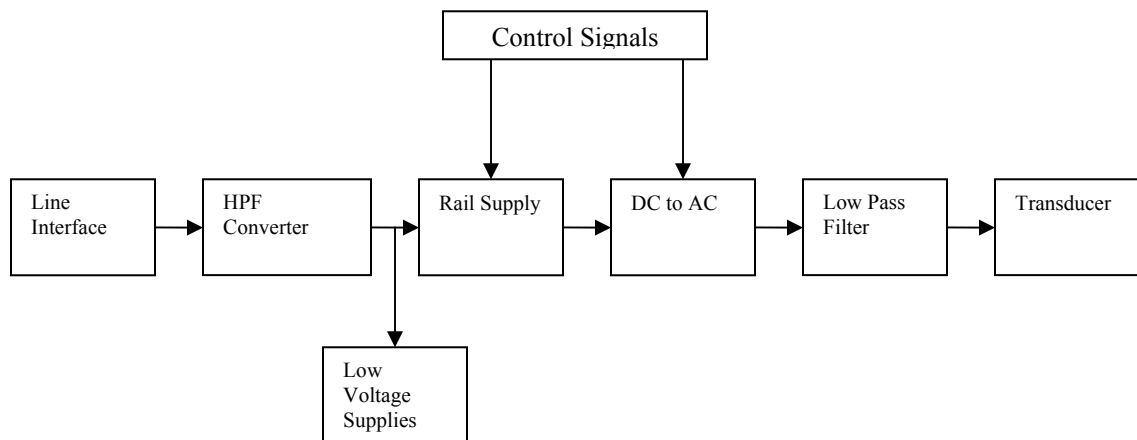 Control Signals
Line
Interface
HPF
Converter
Rail Supply
DC to AC
Low Pass
Filter
Transducer
Low
Voltage
Supplies